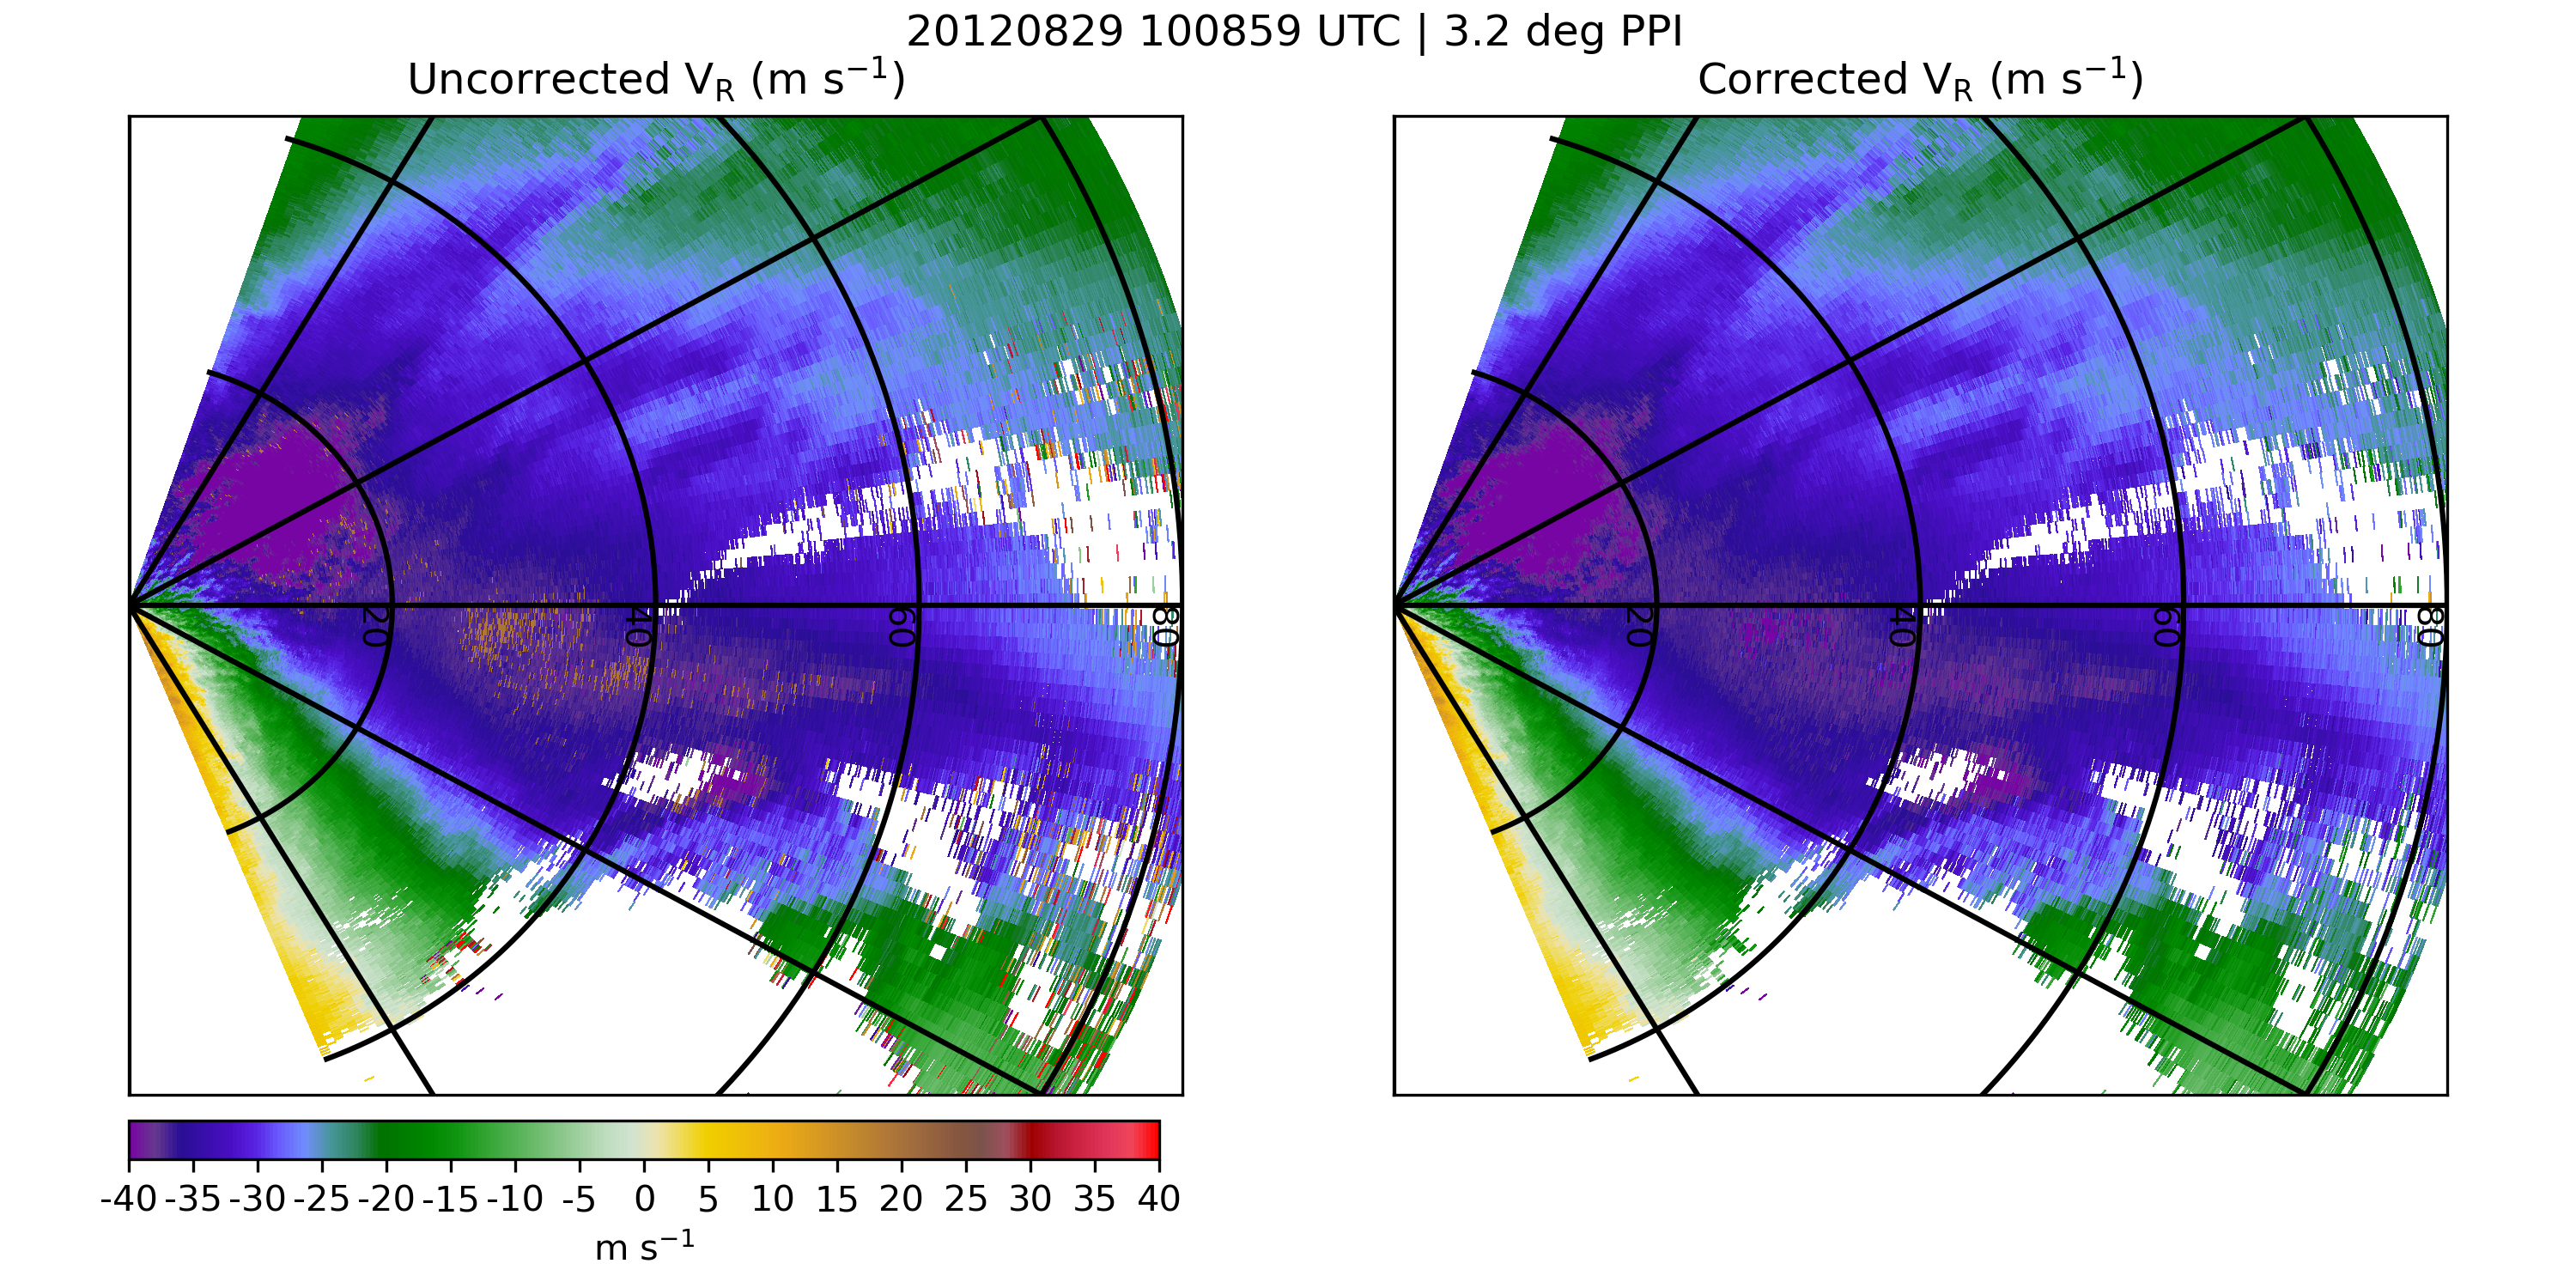 20120829 100859 UTC | 3.2 deg PPI
Uncorrected V_R (m s⁻¹)
Corrected V_R (m s⁻¹)
20 40 60 80
20 40 60 80
-40 -35 -30 -25 -20 -15 -10 -5 0 5 10 15 20 25 30 35 40
m s⁻¹